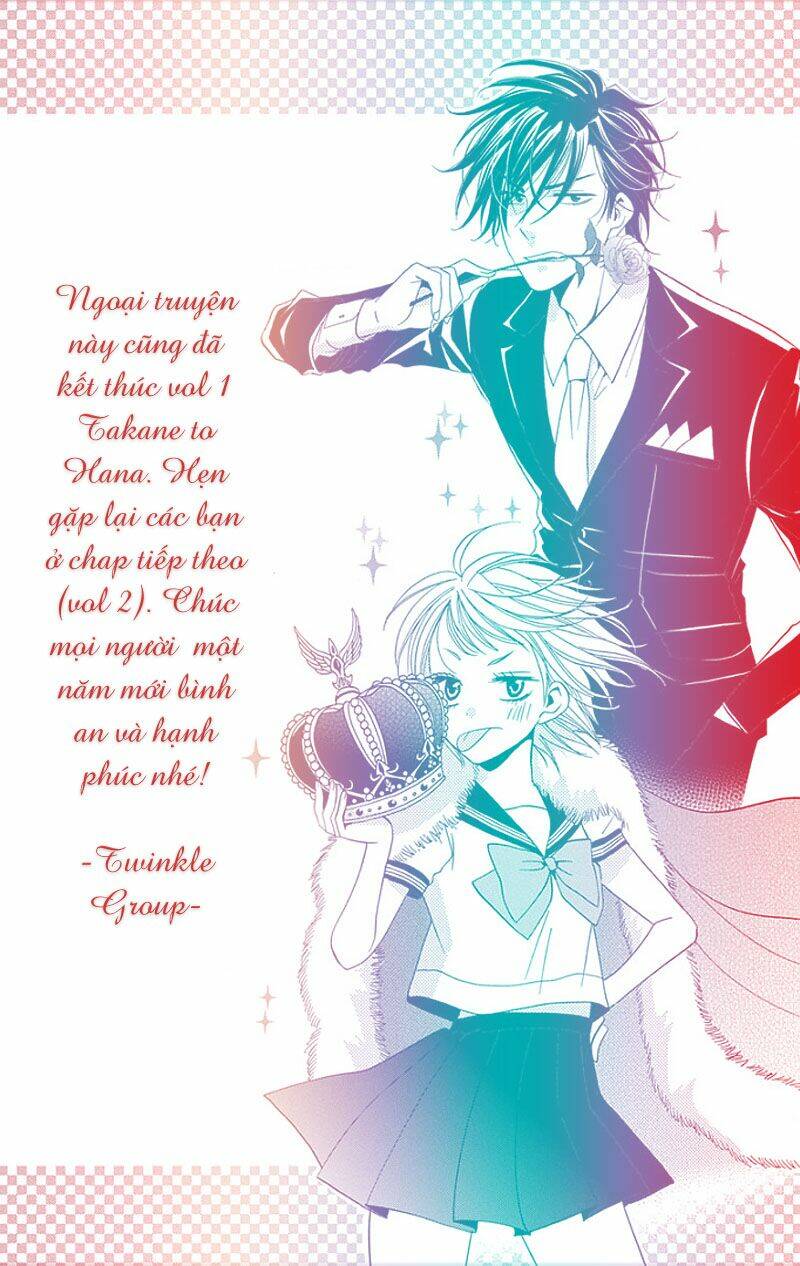 Ngoại truyện
này cũng đã
kết thúc vol 1
Takane to
Hana. Hẹn
gặp lại các bạn
ở chap tiếp theo
(vol 2). Chúc
mọi người một
năm mới bình
an và hạnh
phúc nhé!
-Twinkle
Group-